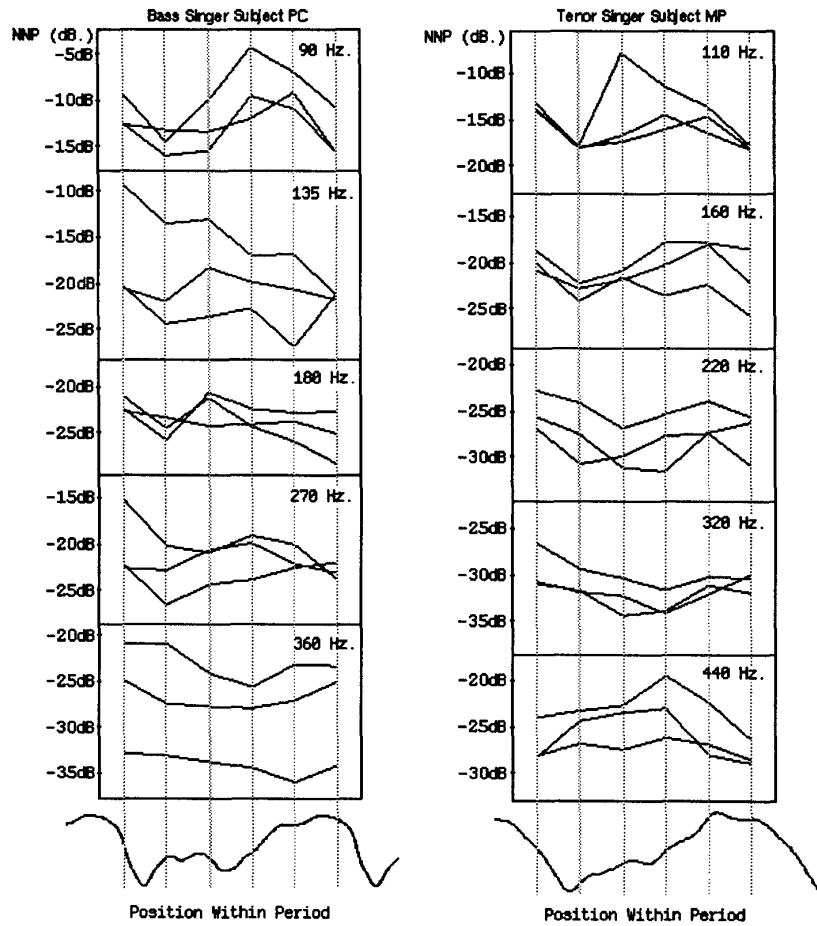 Bass Singer Subject PC
NNP (dB.)
90 Hz.
-5dB
-10dB
-15dB
135 Hz.
-10dB
-15dB
-20dB
-25dB
180 Hz.
-20dB
-25dB
270 Hz.
-15dB
-20dB
-25dB
360 Hz.
-20dB
-25dB
-30dB
-35dB
Position Within Period
Tenor Singer Subject MP
NNP (dB.)
110 Hz.
-10dB
-15dB
-20dB
160 Hz.
-20dB
-25dB
220 Hz.
-20dB
-25dB
-30dB
320 Hz.
-25dB
-30dB
-35dB
440 Hz.
-20dB
-25dB
-30dB
Position Within Period